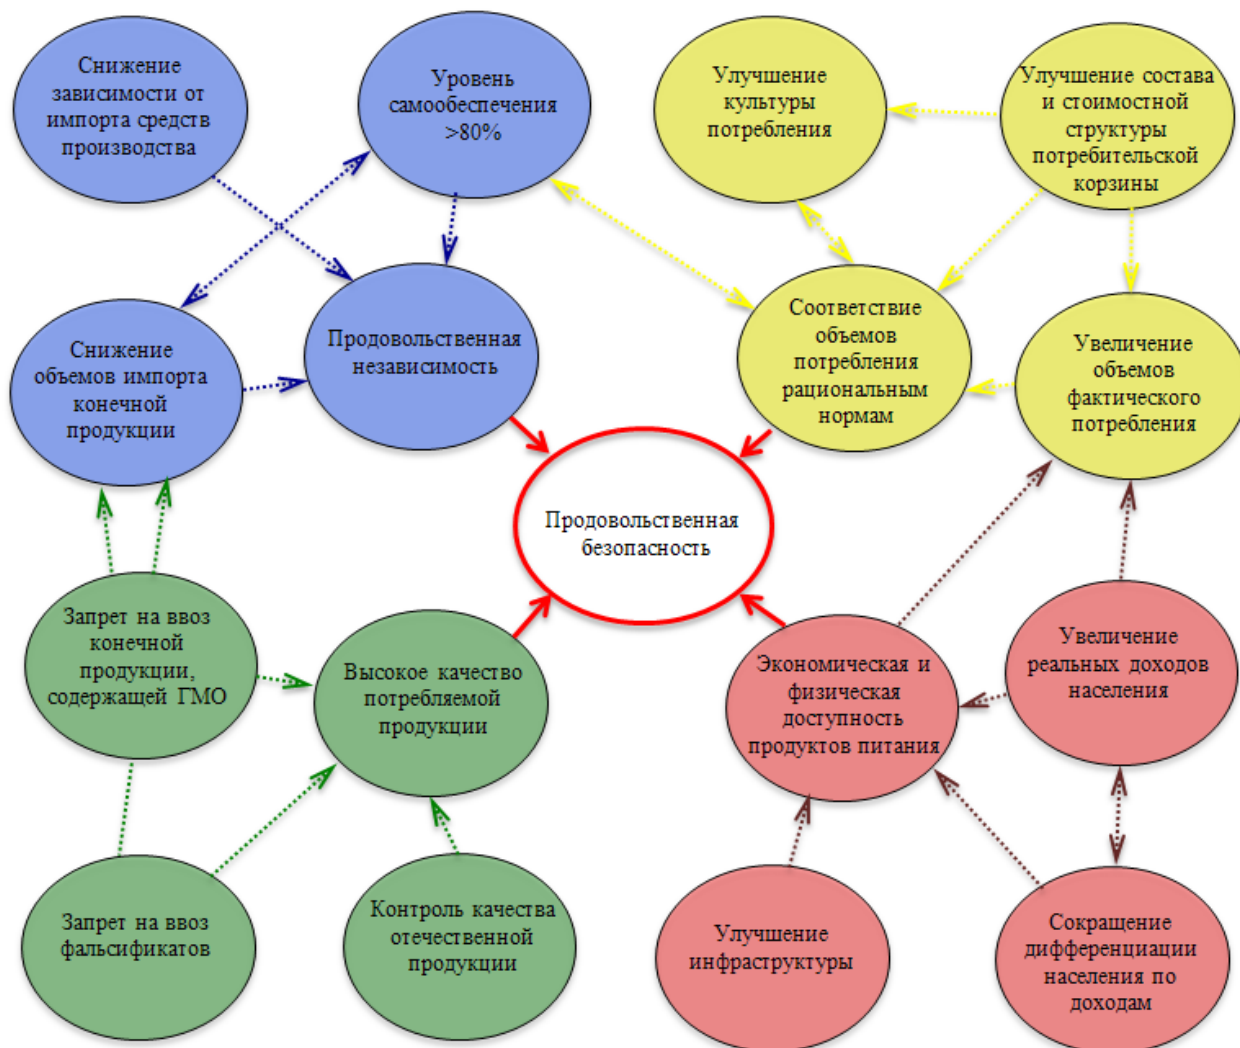 Снижение
зависимости от
импорта средств
производства
Уровень
самообеспечения
>80%
Улучшение
культуры
потребления
Улучшение состава
и стоимостной
структуры
потребительской
корзины
Снижение
объемов импорта
конечной
продукции
Продовольственная
независимость
Соответствие
объемов
потребления
рациональным
нормам
Увеличение
объемов
фактического
потребления
Продовольственная
безопасность
Запрет на ввоз
конечной
продукции,
содержащей ГМО
Высокое качество
потребляемой
продукции
Экономическая и
физическая
доступность
продуктов питания
Увеличение
реальных доходов
населения
Запрет на ввоз
фальсификатов
Контроль качества
отечественной
продукции
Улучшение
инфраструктуры
Сокращение
дифференциации
населения по
доходам